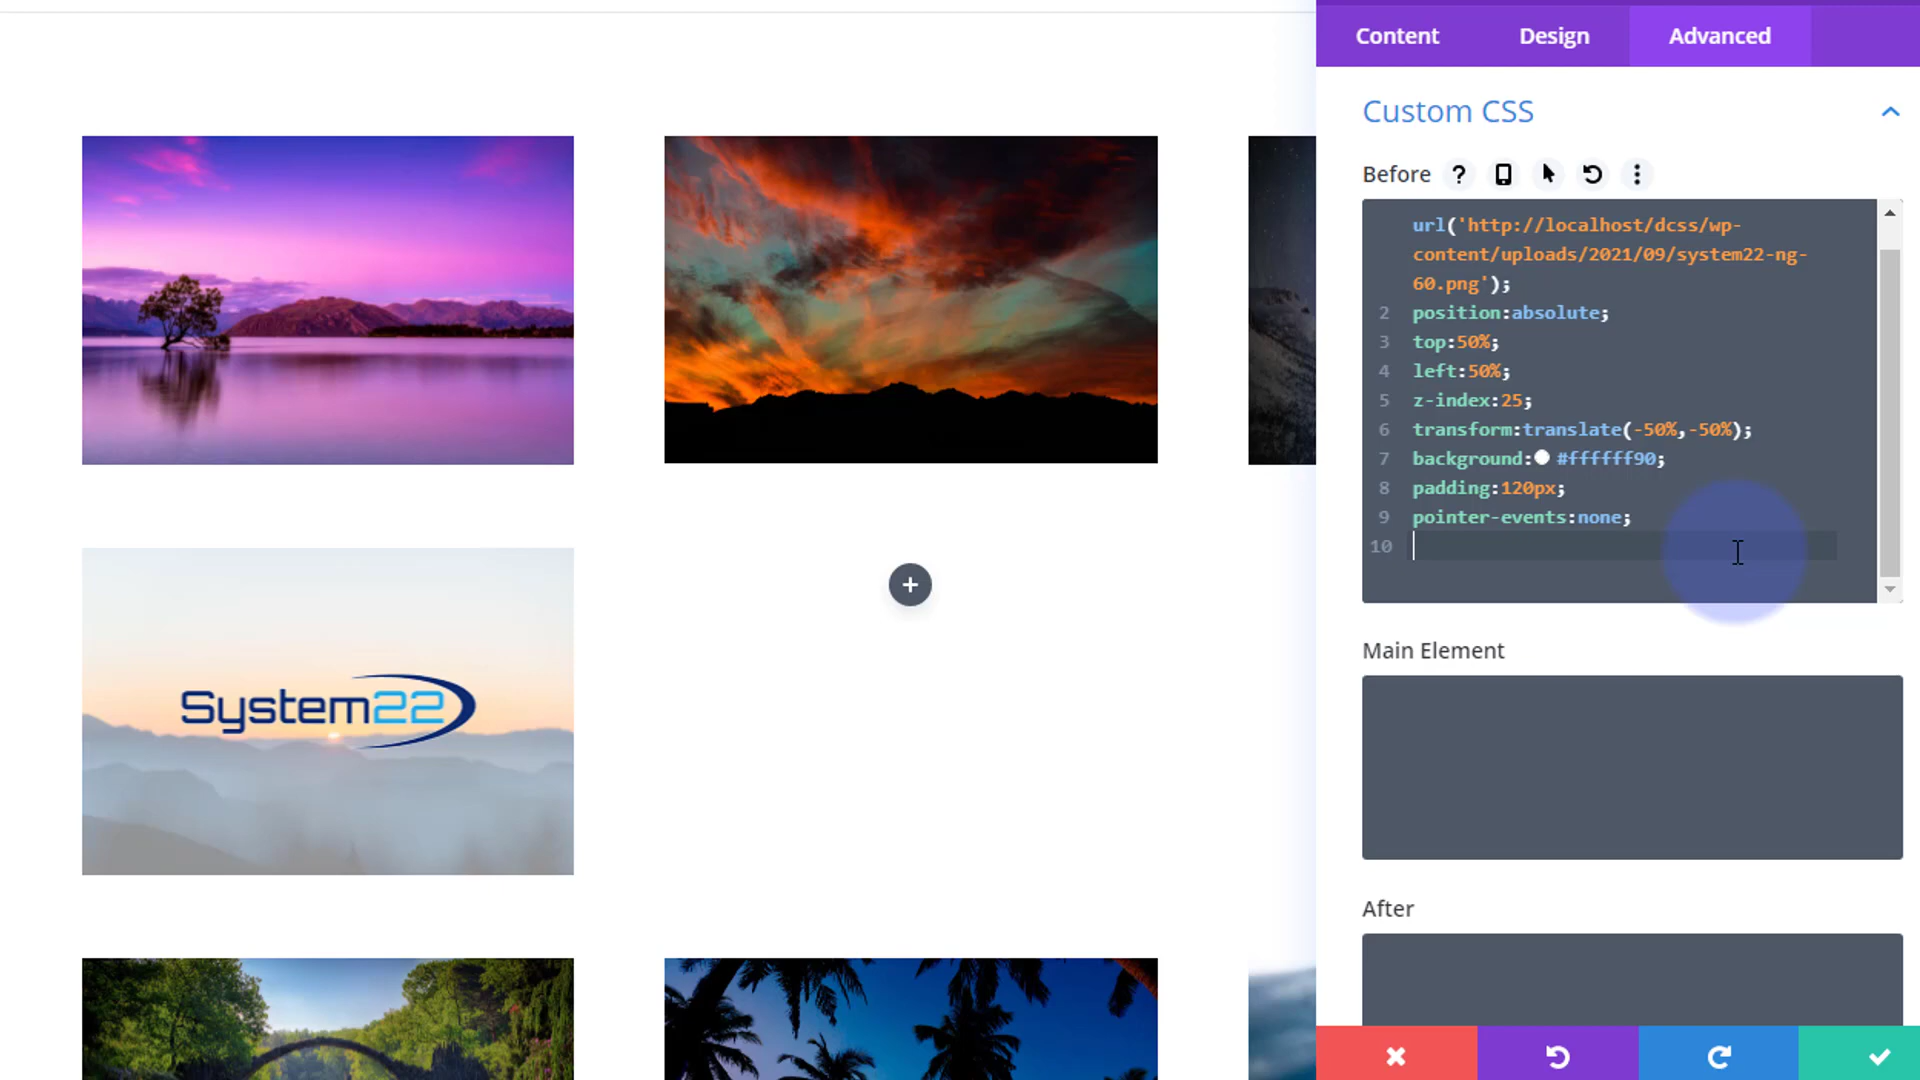 Content Design Advanced
Custom CSS
Before ?
url('http://localhost/dcss/wp-
content/uploads/2021/09/system22-ng-
60.png');
2 position:absolute;
3 top:50%;
4 left:50%;
5 z-index:25;
6 transform:translate(-50%,-50%);
7 background: #ffffff90;
8 padding:120px;
9 pointer-events:none;
10
System22
Main Element
After